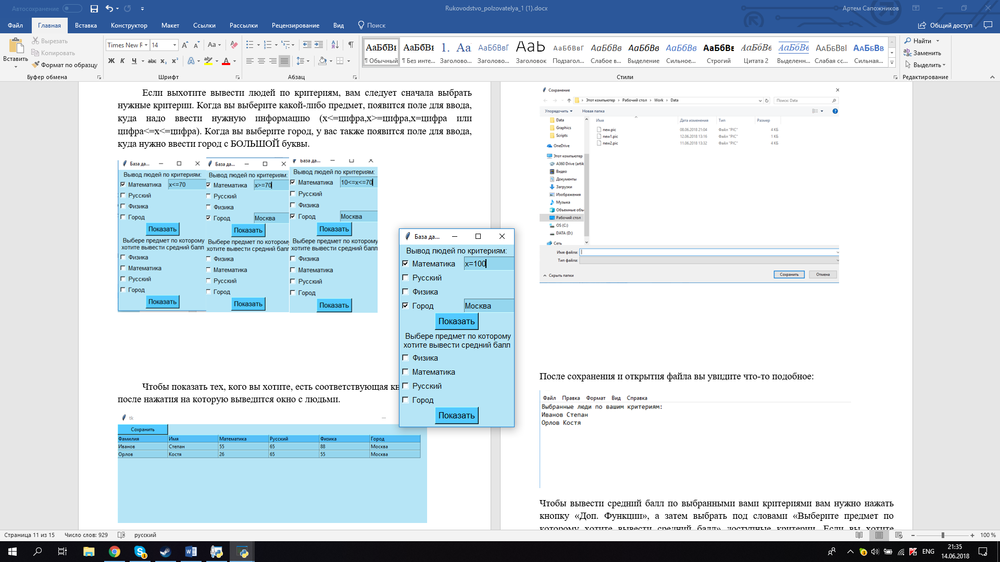 Автосохранение
Rukovodstvo_polzovatelya_1 (1).docx
Артем Сапожников
Файл Главная Вставка Конструктор Макет Ссылки Рассылки Рецензирование Вид Поиск Общий доступ
Вставить
Вырезать
Копировать
Формат по образцу
Буфер обмена
Times New R 14
Шрифт
Абзац
АаБбВв АаБбВв 1. Аа АаБбВвГ АаБ АаБбВвГ АаБбВв АаБбВв АаБбВв АаБбВв АаБбВв АаБбВв АаБбВвГ АаБбВв
¶ Обычный ¶ Без инте... Заголово... Заголово... Заголовок Подзагол... Слабое в... Выделение Сильное... Строгий Цитата 2 Выделенн... Слабая сс... Сильная...
Стили
Найти
Заменить
Выделить
Редактирование
Если выхотите вывести людей по критериям, вам следует сначала выбрать
нужные критерии. Когда вы выберите какой-либо предмет, появится поле для ввода,
куда надо ввести нужную информацию (x<=цифра,x>=цифра,x=цифра или
цифра<=x<=цифра). Когда вы выберите город, у вас также появится поле для ввода,
куда нужно ввести город с БОЛЬШОЙ буквы.
База да...
Вывод людей по критериям:
Математика x<=70
Русский
Физика
Город
Показать
Выбере предмет по которому
хотите вывести средний балл
Физика
Математика
Русский
Город
Показать
База да...
Вывод людей по критериям:
Математика x>=70
Русский
Физика
Город Москва
Показать
Выбере предмет по которому
хотите вывести средний балл
Физика
Математика
Русский
Город
Показать
База да...
Вывод людей по критериям:
Математика 10<=x<=70
Русский
Физика
Город Москва
Показать
Выбере предмет по которому
хотите вывести средний балл
Физика
Математика
Русский
Город
Показать
База да...
Вывод людей по критериям:
Математика x=100
Русский
Физика
Город Москва
Показать
Выбере предмет по которому
хотите вывести средний балл
Физика
Математика
Русский
Город
Показать
Чтобы показать тех, кого вы хотите, есть соответствующая
после нажатия на которую выведится окно с людьми.
tk
Сохранить
Фамилия Имя Математика Русский Физика Город
Иванов Степан 55 65 88 Москва
Орлов Костя 26 65 55 Москва
Сохранение
Этот компьютер Рабочий стол Work Data
Поиск: Data
Упорядочить Новая папка
Имя Дата изменения Тип Размер
new.pic 08.06.2018 21:04 Файл "PIC" 4 КБ
new1.pic 12.06.2018 13:16 Файл "PIC" 1 КБ
new2.pic 11.06.2018 13:32 Файл "PIC" 4 КБ
Data
Graphics
Scripts
OneDrive
Этот компьютер
A360 Drive (artik
Видео
Документы
Загрузки
Изображения
Музыка
Объемные объ
Рабочий стол
OS (C:)
DATA (D:)
Сеть
Имя файла:
Тип файла:
Скрыть папки
Сохранить Отмена
После сохранения и открытия файла вы увидите что-то подобное:
Файл Правка Формат Вид Справка
Выбранные люди по вашим критериям:
Иванов Степан
Орлов Костя
Чтобы вывести средний балл по выбранными вами критериями вам нужно нажать
кнопку «Доп. Функции», а затем выбрать под словами «Выберите предмет по
которому хотите вывести средний балл» доступные критерии. Если вы хотите
Страница 11 из 15 Число слов: 929 русский
100 %
ENG
21:35
14.06.2018